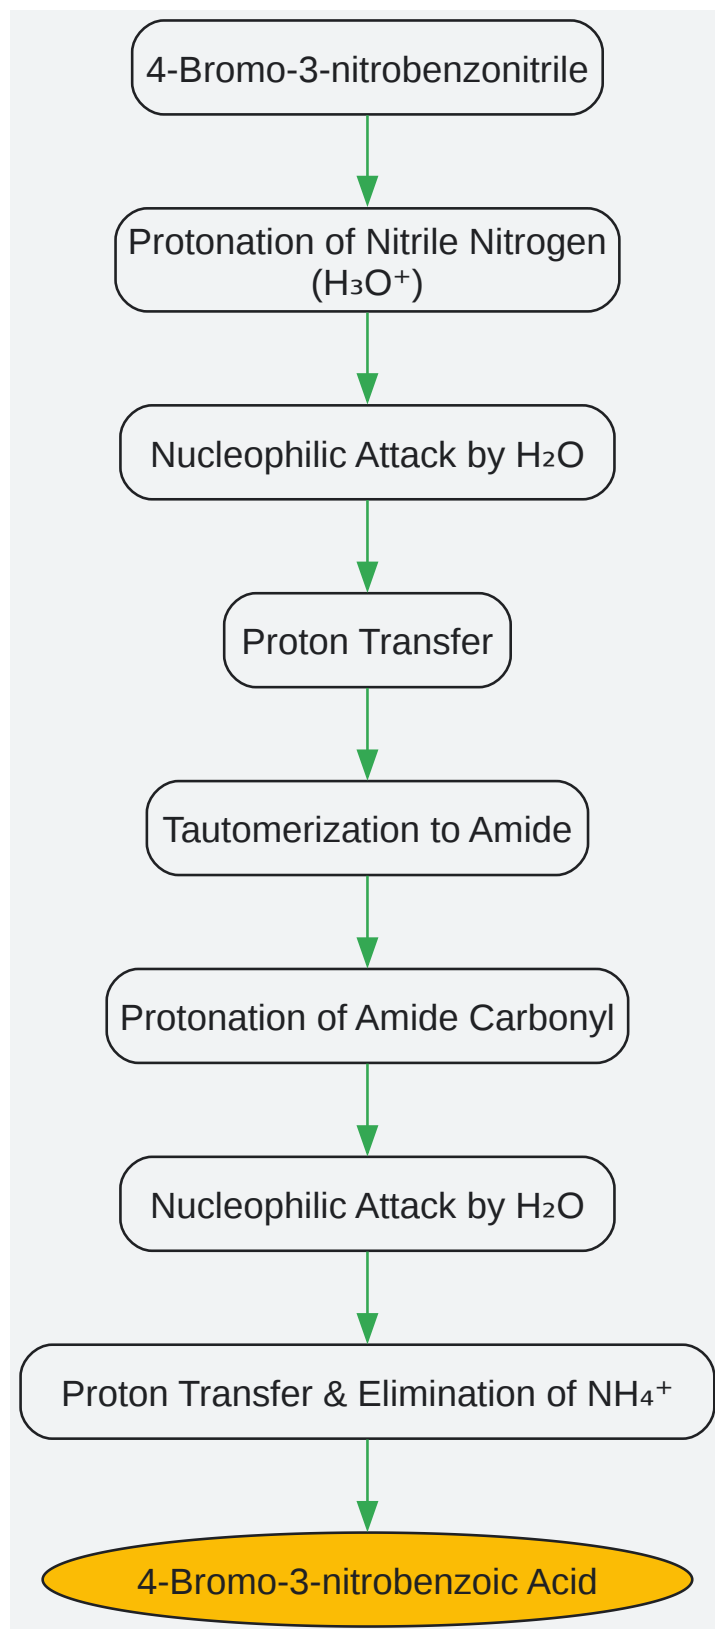 4-Bromo-3-nitrobenzonitrile
Protonation of Nitrile Nitrogen
(H₃O⁺)
Nucleophilic Attack by H₂O
Proton Transfer
Tautomerization to Amide
Protonation of Amide Carbonyl
Nucleophilic Attack by H₂O
Proton Transfer & Elimination of NH₄⁺
4-Bromo-3-nitrobenzoic Acid